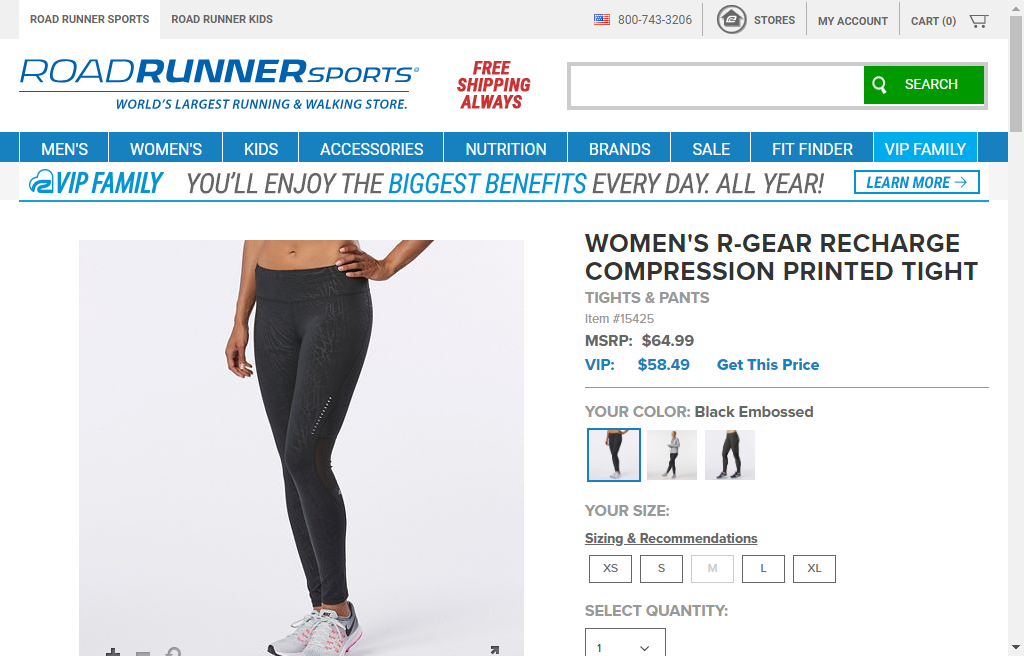 ROAD RUNNER SPORTS
ROAD RUNNER KIDS
800-743-3206
STORES
MY ACCOUNT
CART (0)
ROADRUNNERSPORTS®
WORLD'S LARGEST RUNNING & WALKING STORE.
FREE
SHIPPING
ALWAYS
SEARCH
MEN'S
WOMEN'S
KIDS
ACCESSORIES
NUTRITION
BRANDS
SALE
FIT FINDER
VIP FAMILY
VIP FAMILY
YOU'LL ENJOY THE BIGGEST BENEFITS EVERY DAY. ALL YEAR!
LEARN MORE →
WOMEN'S R-GEAR RECHARGE
COMPRESSION PRINTED TIGHT
TIGHTS & PANTS
Item #15425
MSRP: $64.99
VIP: $58.49 Get This Price
YOUR COLOR: Black Embossed
YOUR SIZE:
Sizing & Recommendations
XS
S
M
L
XL
SELECT QUANTITY:
1